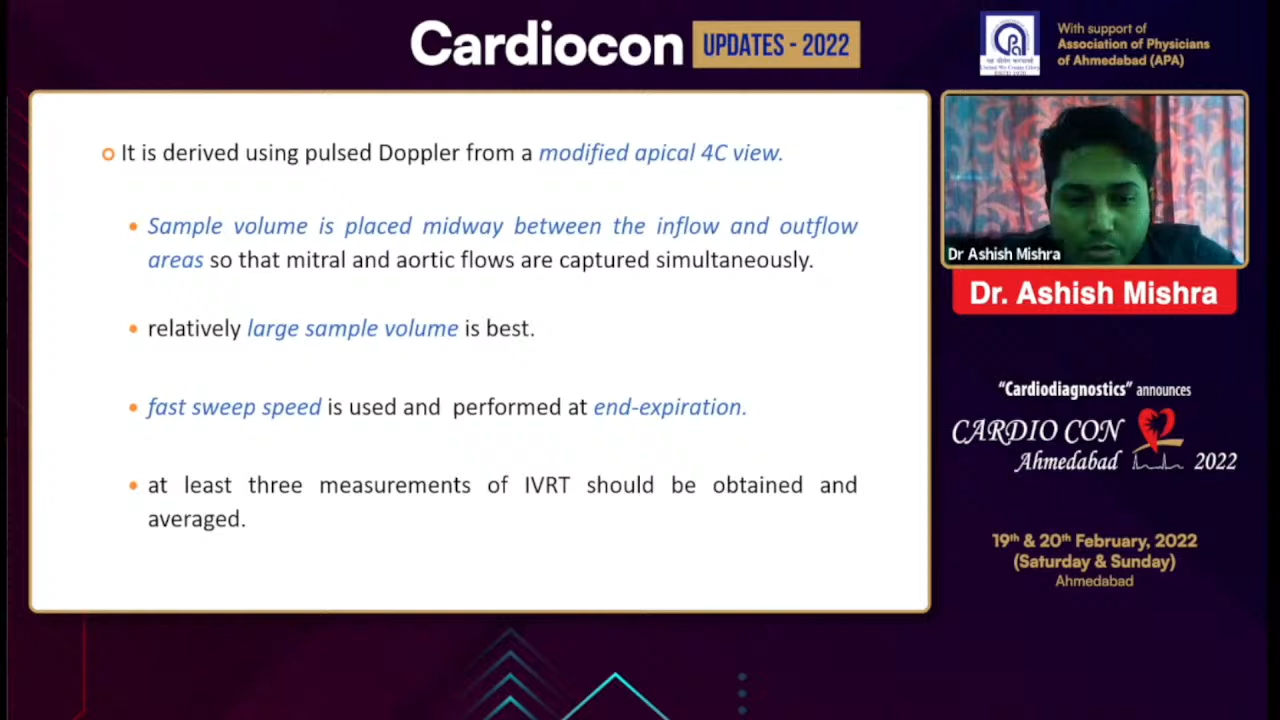 Cardiocon UPDATES - 2022
With support of
Association of Physicians
of Ahmedabad (APA)
It is derived using pulsed Doppler from a modified apical 4C view.
Sample volume is placed midway between the inflow and outflow
areas so that mitral and aortic flows are captured simultaneously.
relatively large sample volume is best.
fast sweep speed is used and performed at end-expiration.
at least three measurements of IVRT should be obtained and
averaged.
Dr Ashish Mishra
Dr. Ashish Mishra
“Cardiodiagnostics” announces
CARDIO CON
Ahmedabad 2022
19th & 20th February, 2022
(Saturday & Sunday)
Ahmedabad